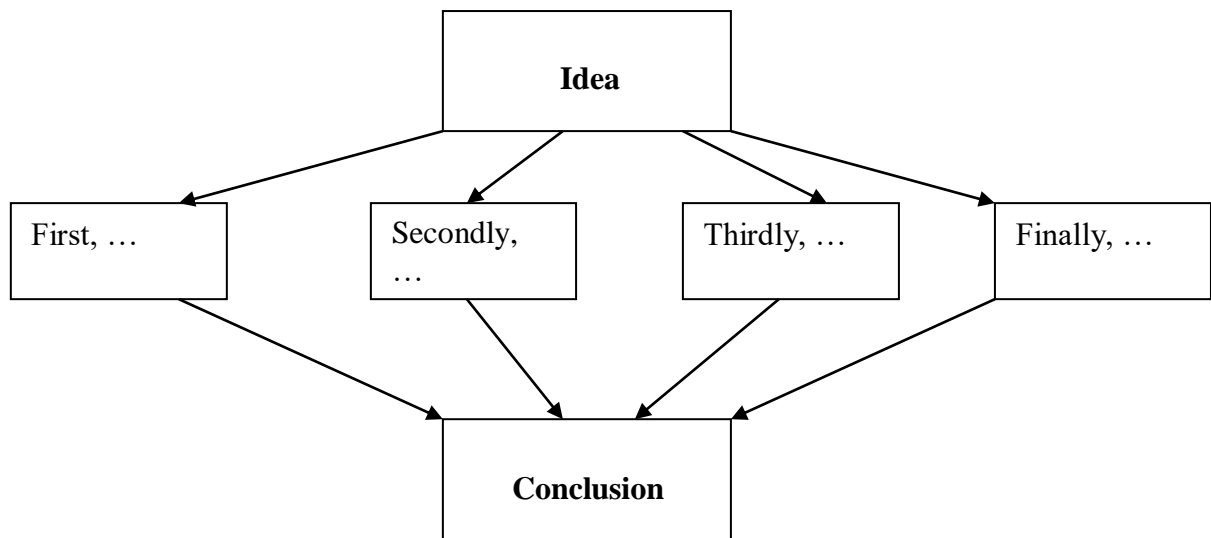 Idea
First, …
Secondly,
…
Thirdly, …
Finally, …
Conclusion